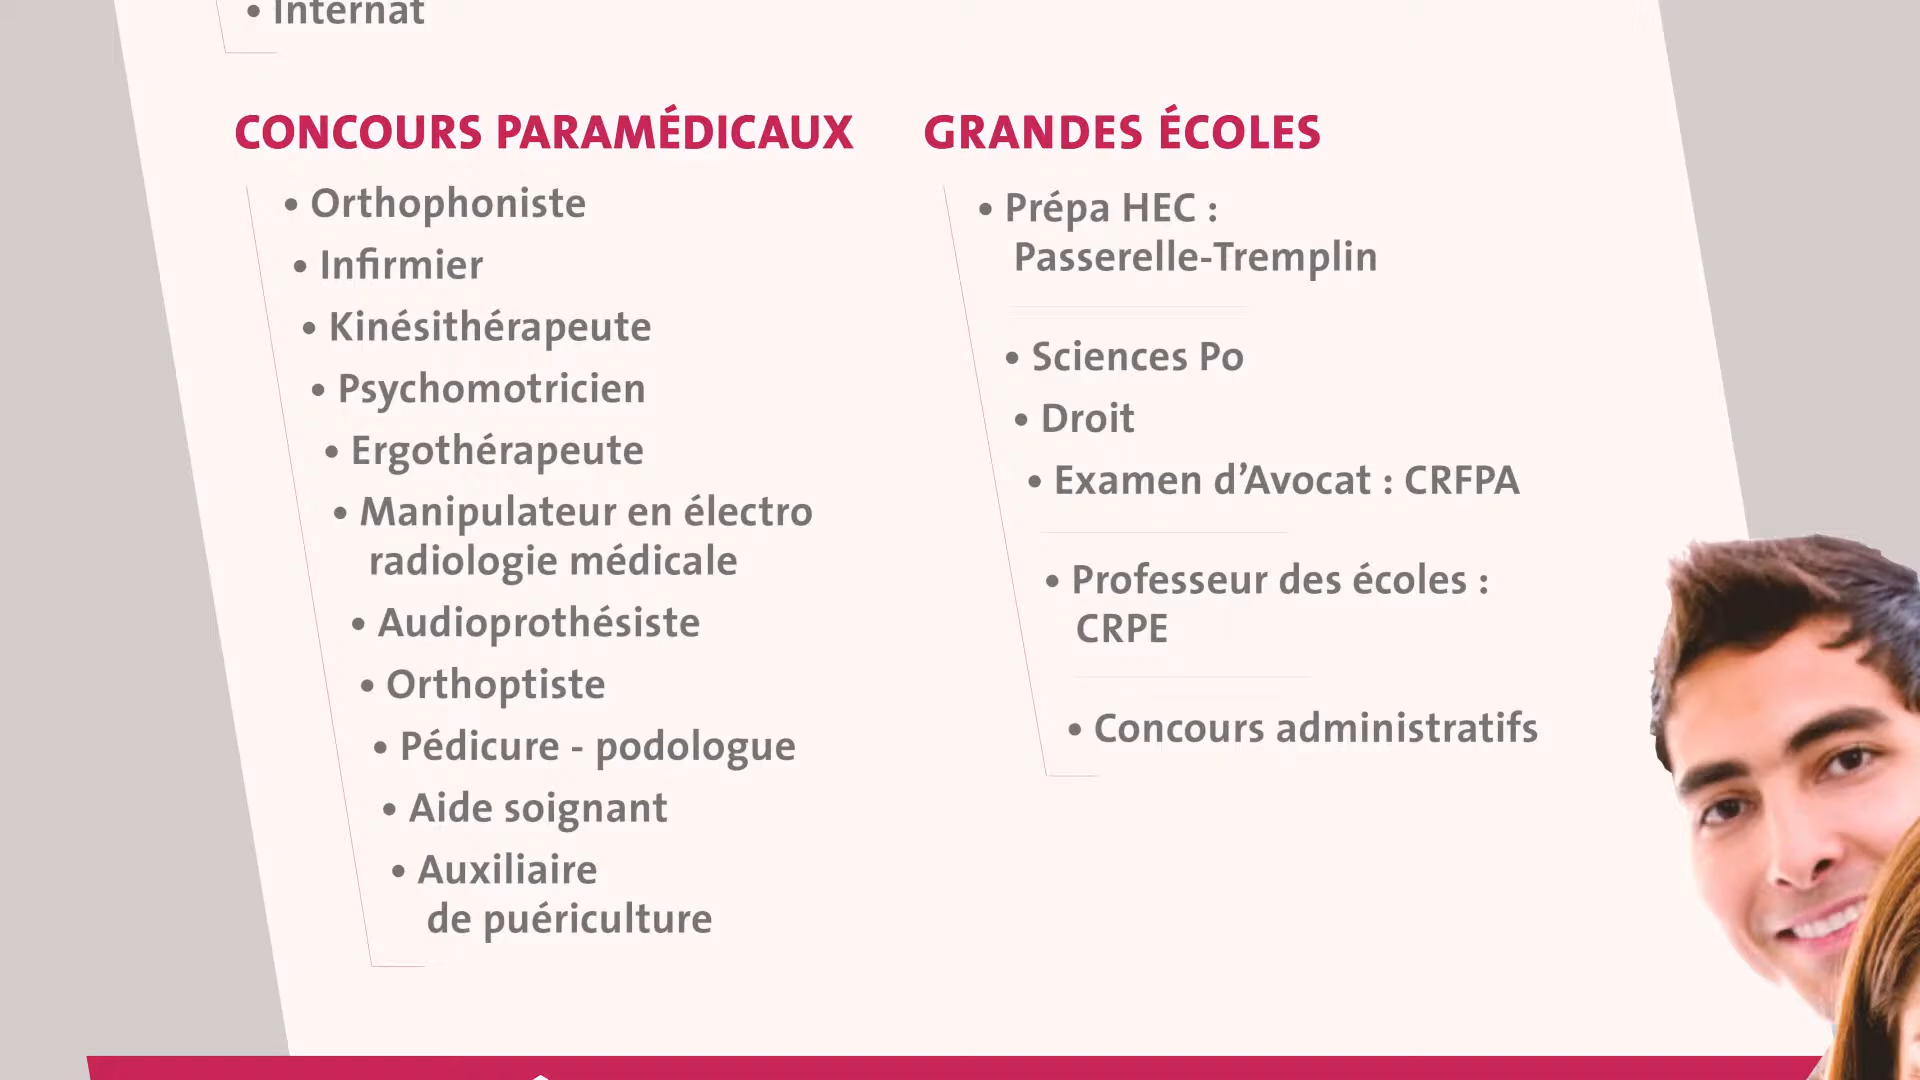 • Internat
CONCOURS PARAMÉDICAUX
• Orthophoniste
• Infirmier
• Kinésithérapeute
• Psychomotricien
• Ergothérapeute
• Manipulateur en électro
radiologie médicale
• Audioprothésiste
• Orthoptiste
• Pédicure - podologue
• Aide soignant
• Auxiliaire
de puériculture
GRANDES ÉCOLES
• Prépa HEC :
Passerelle-Tremplin
• Sciences Po
• Droit
• Examen d’Avocat : CRFPA
• Professeur des écoles :
CRPE
• Concours administratifs